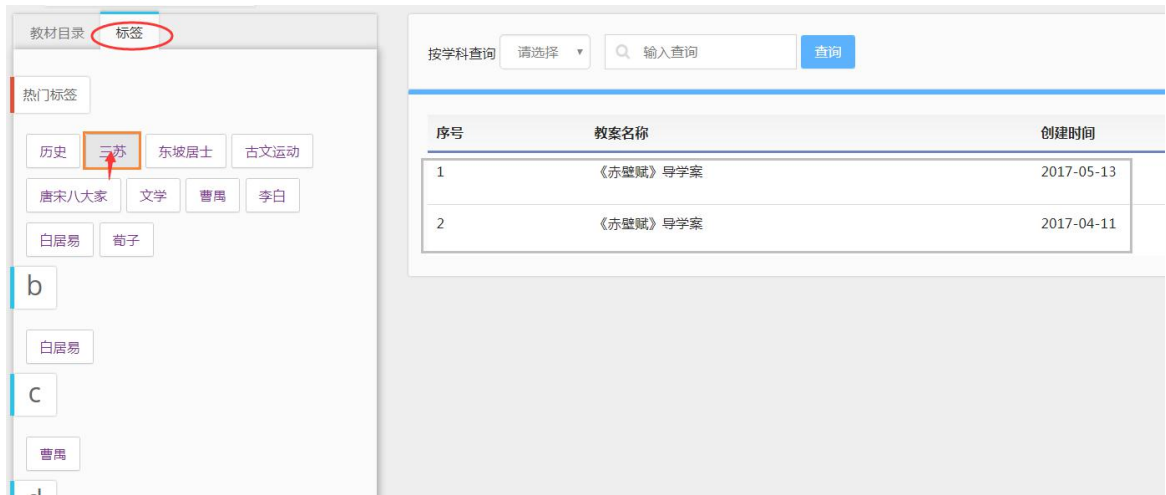 教材目录 标签
热门标签
历史 三苏 东坡居士 古文运动
唐宋八大家 文学 曹禺 李白
白居易 荀子
b
白居易
c
曹禺
按学科查询 请选择 输入查询 查询
序号 教案名称 创建时间
1 《赤壁赋》导学案 2017-05-13
2 《赤壁赋》导学案 2017-04-11